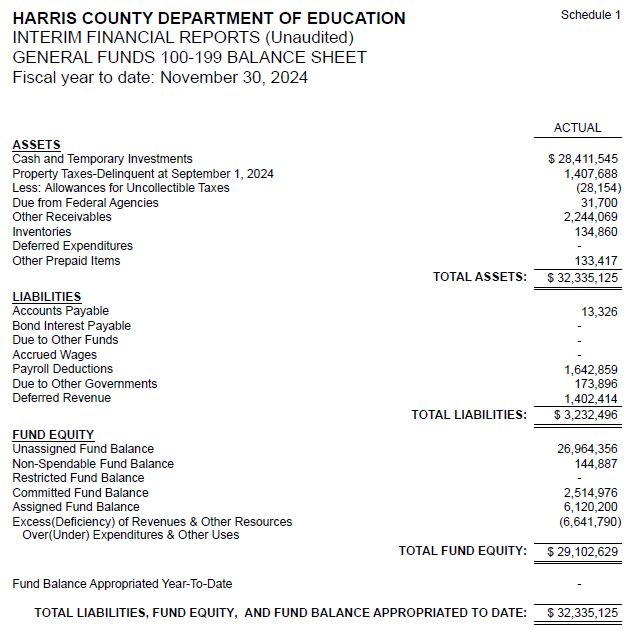 HARRIS COUNTY DEPARTMENT OF EDUCATION Schedule 1
INTERIM FINANCIAL REPORTS (Unaudited)
GENERAL FUNDS 100-199 BALANCE SHEET
Fiscal year to date: November 30, 2024
ACTUAL
ASSETS
Cash and Temporary Investments $ 28,411,545
Property Taxes-Delinquent at September 1, 2024 1,407,688
Less: Allowances for Uncollectible Taxes (28,154)
Due from Federal Agencies 31,700
Other Receivables 2,244,069
Inventories 134,860
Deferred Expenditures -
Other Prepaid Items 133,417
TOTAL ASSETS: $ 32,335,125
LIABILITIES
Accounts Payable 13,326
Bond Interest Payable -
Due to Other Funds -
Accrued Wages -
Payroll Deductions 1,642,859
Due to Other Governments 173,896
Deferred Revenue 1,402,414
TOTAL LIABILITIES: $ 3,232,496
FUND EQUITY
Unassigned Fund Balance 26,964,356
Non-Spendable Fund Balance 144,887
Restricted Fund Balance -
Committed Fund Balance 2,514,976
Assigned Fund Balance 6,120,200
Excess(Deficiency) of Revenues & Other Resources (6,641,790)
Over(Under) Expenditures & Other Uses
TOTAL FUND EQUITY: $ 29,102,629
Fund Balance Appropriated Year-To-Date -
TOTAL LIABILITIES, FUND EQUITY, AND FUND BALANCE APPROPRIATED TO DATE: $ 32,335,125